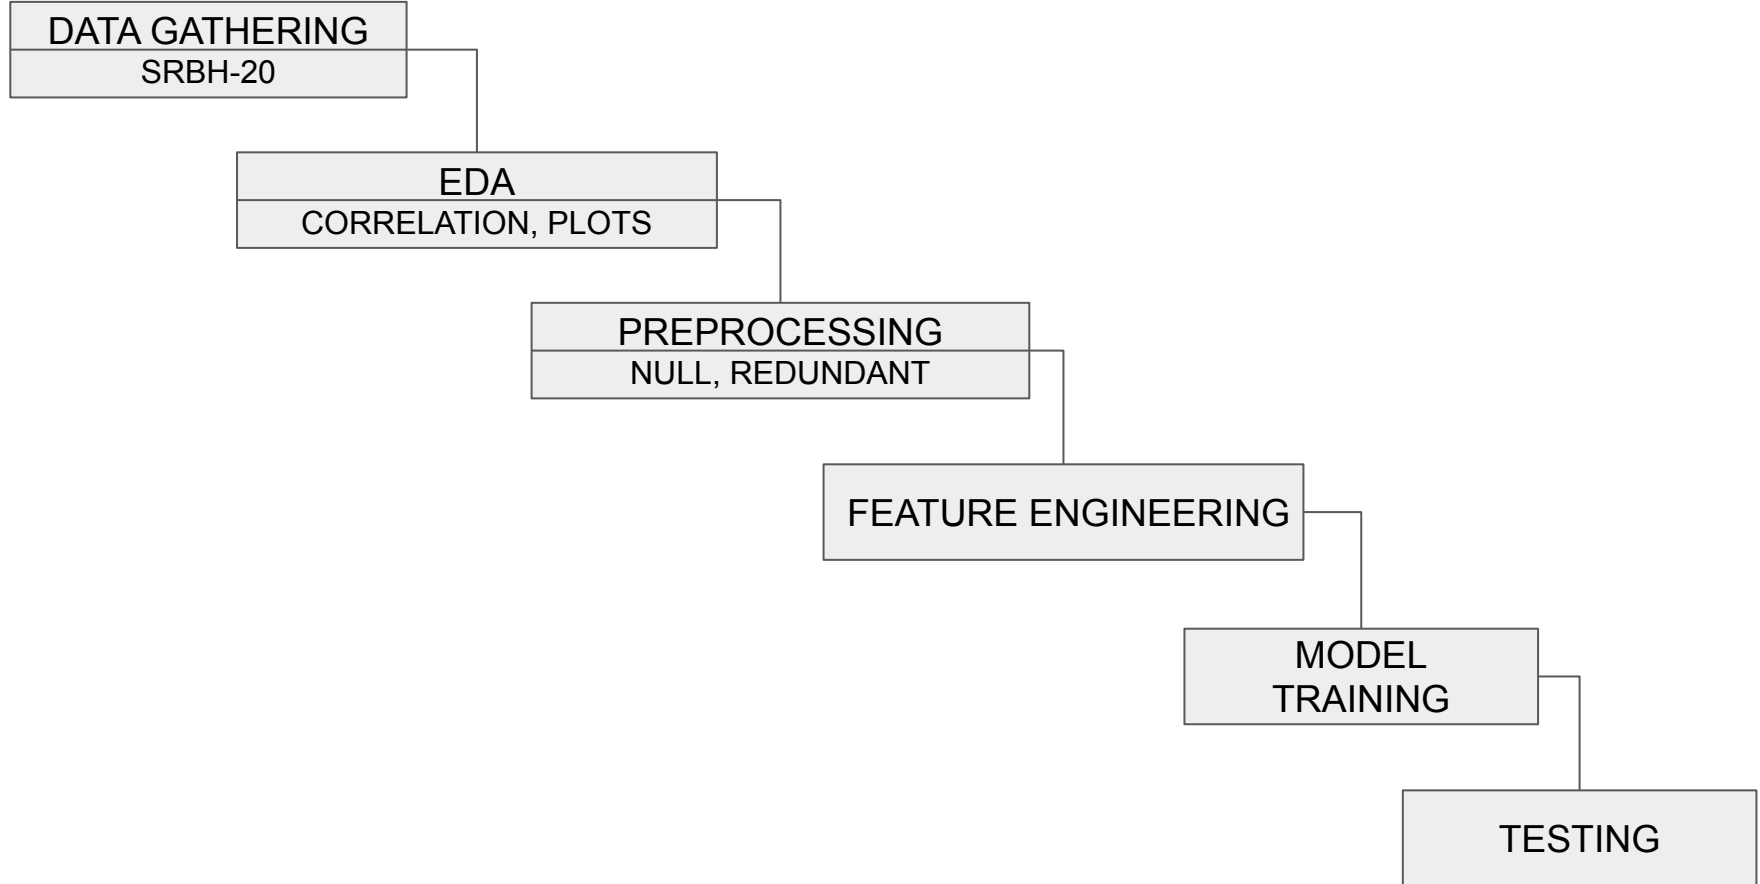 DATA GATHERING
SRBH-20
EDA
CORRELATION, PLOTS
PREPROCESSING
NULL, REDUNDANT
FEATURE ENGINEERING
MODEL
TRAINING
TESTING